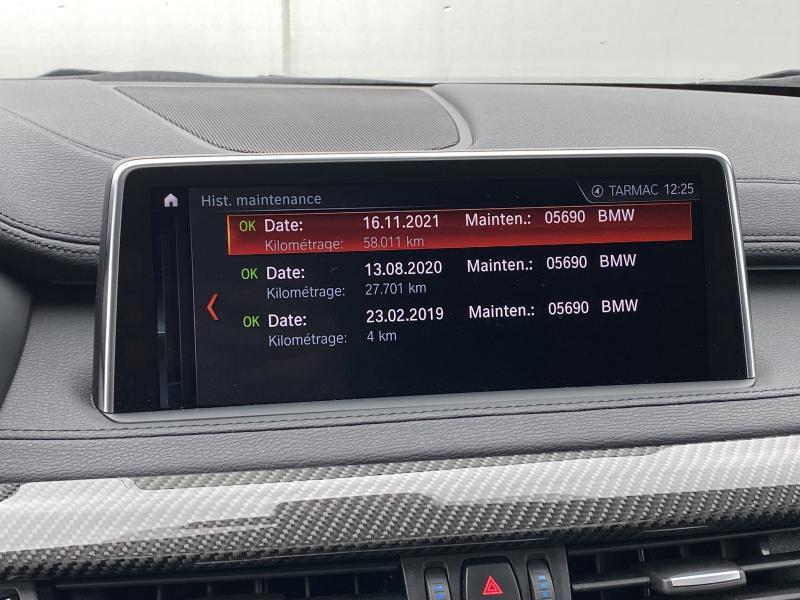 Hist. maintenance TARMAC 12:25
OK Date: 16.11.2021 Mainten.: 05690 BMW
Kilométrage: 58.011 km
OK Date: 13.08.2020 Mainten.: 05690 BMW
Kilométrage: 27.701 km
OK Date: 23.02.2019 Mainten.: 05690 BMW
Kilométrage: 4 km